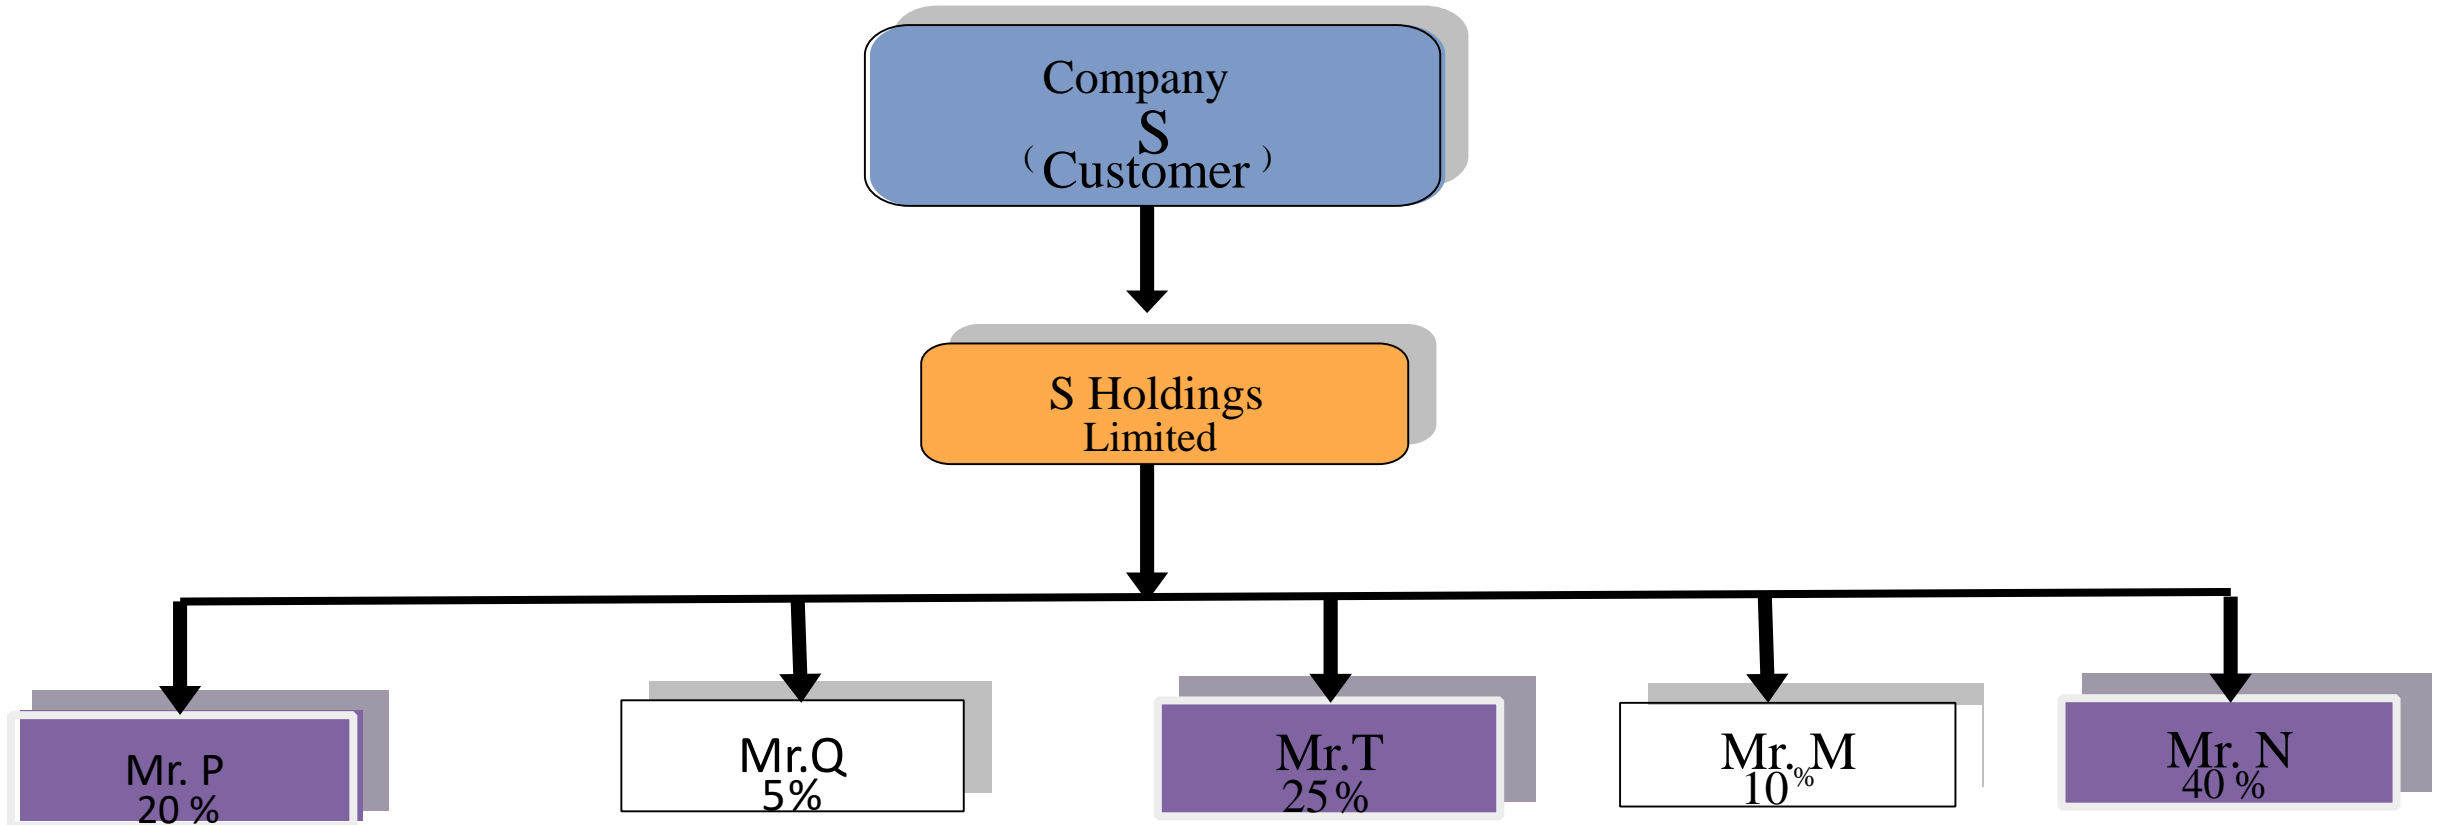 Company
S
( Customer )
S Holdings
Limited
Mr. P
20 %
Mr.Q
5%
Mr.T
25%
Mr. M
10%
Mr. N
40 %